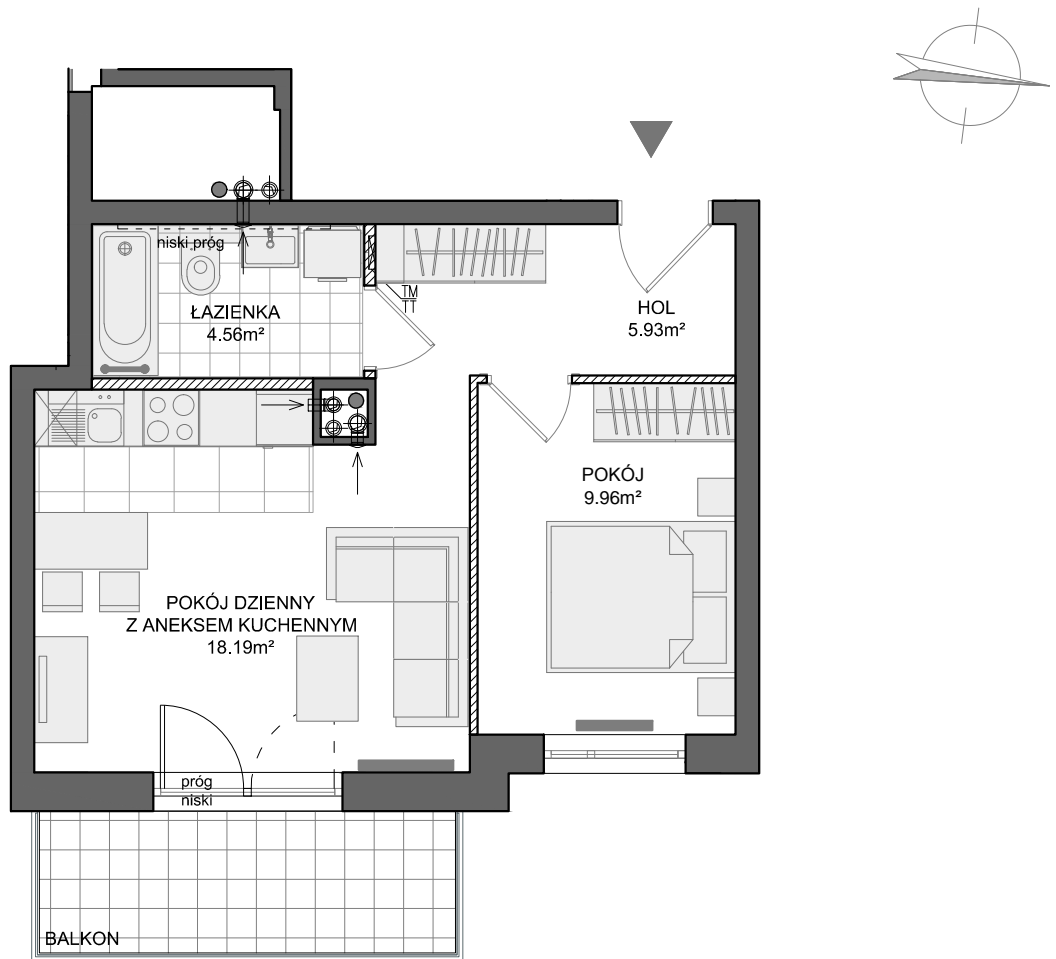 niski próg
ŁAZIENKA
4.56m²
TM
TT
HOL
5.93m²
POKÓJ
9.96m²
POKÓJ DZIENNY
Z ANEKSEM KUCHENNYM
18.19m²
próg
niski
BALKON